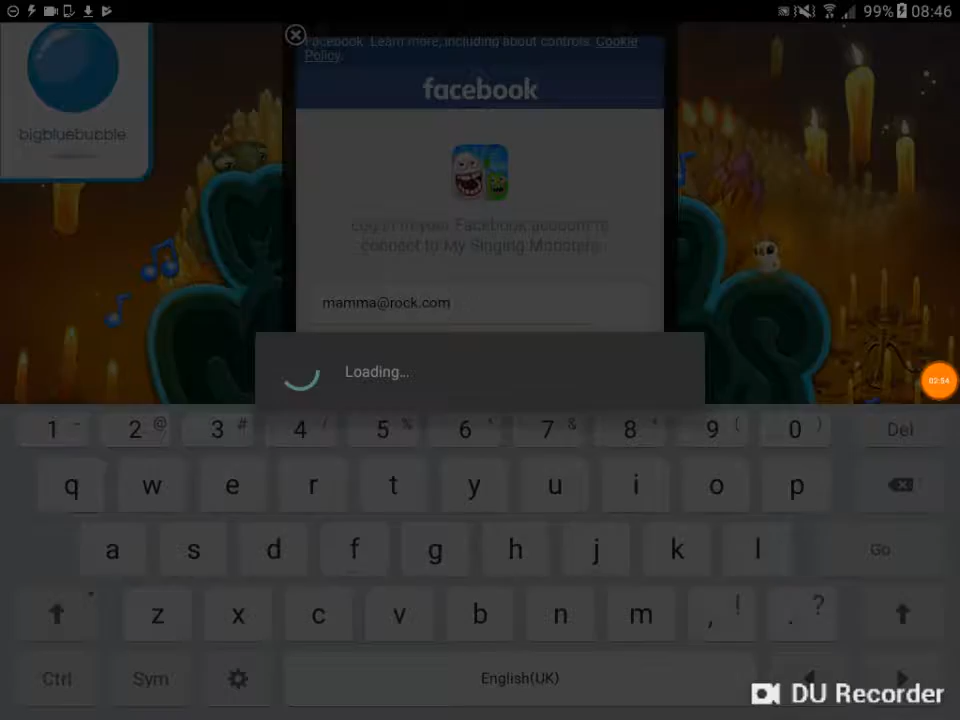 99% 08:46
facebook. Learn more, including about controls: Cookie
Policy.
facebook
bigbluebubble
Log in to your Facebook account to
connect to My Singing Monsters.
mamma@rock.com
Loading...
02:54
1 - 2 @ 3 # 4 / 5 % 6 ' 7 & 8 * 9 ( 0 ) Del
q w e r t y u i o p
a s d f g h j k l Go
z x c v b n m , ! . ?
Ctrl Sym English(UK)
DU Recorder